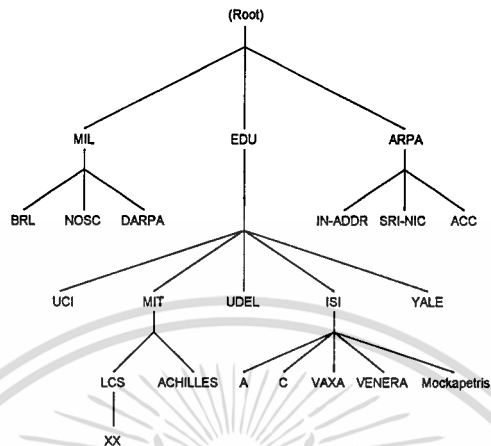 (Root)
MIL EDU ARPA
BRL NOSC DARPA IN-ADDR SRI-NIC ACC
UCI MIT UDEL ISI YALE
LCS ACHILLES A C VAXA VENERA Mockapetris
XX